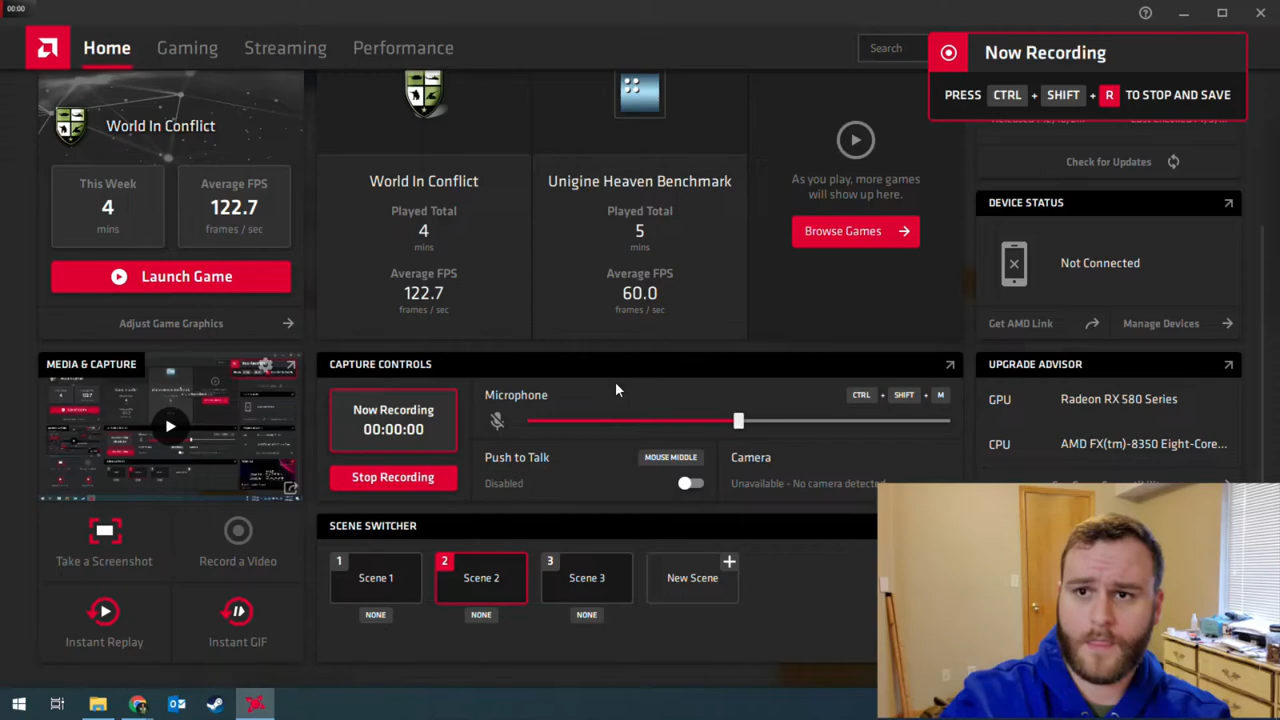 00:00
Home
Gaming
Streaming
Performance
Search
Now Recording
PRESS CTRL + SHIFT + R TO STOP AND SAVE
World In Conflict
This Week
4
mins
Average FPS
122.7
frames / sec
Launch Game
Adjust Game Graphics
World In Conflict
Played Total
4
mins
Average FPS
122.7
frames / sec
Unigine Heaven Benchmark
Played Total
5
mins
Average FPS
60.0
frames / sec
As you play, more games
will show up here.
Browse Games
Check for Updates
DEVICE STATUS
Not Connected
Get AMD Link
Manage Devices
MEDIA & CAPTURE
Take a Screenshot
Record a Video
Instant Replay
Instant GIF
CAPTURE CONTROLS
Now Recording
00:00:00
Stop Recording
Microphone
CTRL + SHIFT + M
Push to Talk
MOUSE MIDDLE
Disabled
Camera
Unavailable - No camera detected
UPGRADE ADVISOR
GPU
Radeon RX 580 Series
CPU
AMD FX(tm)-8350 Eight-Core...
SCENE SWITCHER
1
Scene 1
NONE
2
Scene 2
NONE
3
Scene 3
NONE
New Scene